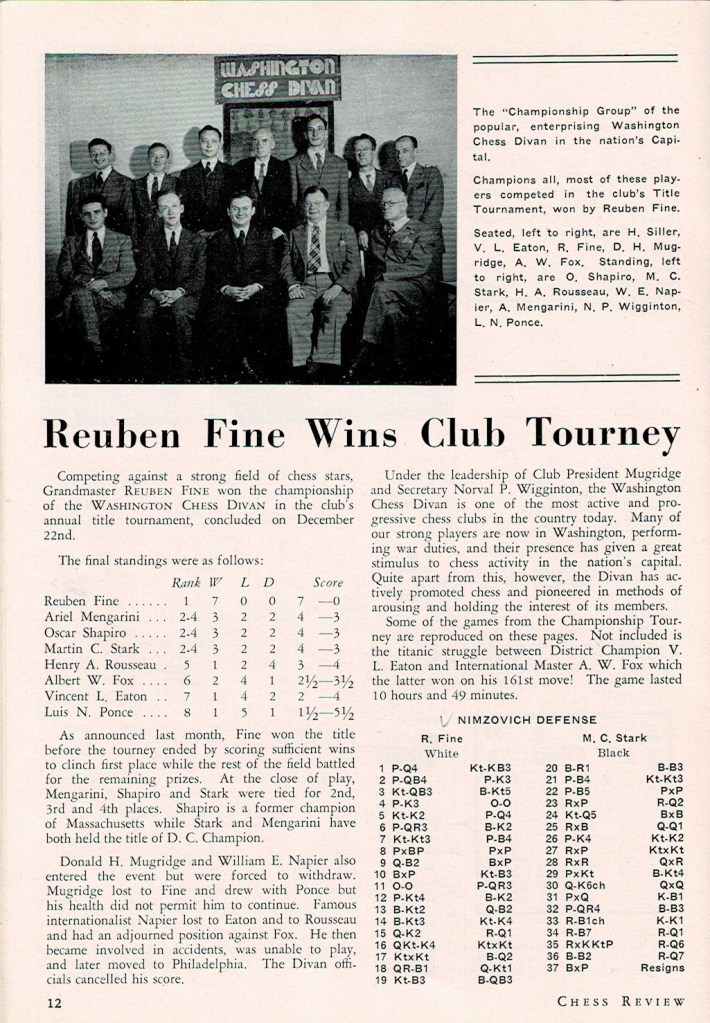 WASHINGTON
CHESS DIVAN
The "Championship Group" of the
popular, enterprising Washington
Chess Divan in the nation's Capi-
tal.
Champions all, most of these play-
ers competed in the club's Title
Tournament, won by Reuben Fine.
Seated, left to right, are H. Siller,
V. L. Eaton, R. Fine, D. H. Mug-
ridge, A. W. Fox. Standing, left
to right, are O. Shapiro, M. C.
Stark, H. A. Rousseau, W. E. Nap-
ier, A. Mengarini, N. P. Wigginton,
L. N. Ponce.
Reuben Fine Wins Club Tourney
Competing against a strong field of chess stars,
Grandmaster REUBEN FINE won the championship
of the WASHINGTON CHESS DIVAN in the club's
annual title tournament, concluded on December
22nd.
The final standings were as follows:
Rank W L D Score
Reuben Fine ...... 1 7 0 0 7 —0
Ariel Mengarini ... 2-4 3 2 2 4 —3
Oscar Shapiro .... 2-4 3 2 2 4 —3
Martin C. Stark ... 2-4 3 2 2 4 —3
Henry A. Rousseau . 5 1 2 4 3 —4
Albert W. Fox .... 6 2 4 1 2½—3½
Vincent L. Eaton .. 7 1 4 2 2 —4
Luis N. Ponce .... 8 1 5 1 1½—5½
As announced last month, Fine won the title
before the tourney ended by scoring sufficient wins
to clinch first place while the rest of the field battled
for the remaining prizes. At the close of play,
Mengarini, Shapiro and Stark were tied for 2nd,
3rd and 4th places. Shapiro is a former champion
of Massachusetts while Stark and Mengarini have
both held the title of D. C. Champion.
Donald H. Mugridge and William E. Napier also
entered the event but were forced to withdraw.
Mugridge lost to Fine and drew with Ponce but
his health did not permit him to continue. Famous
internationalist Napier lost to Eaton and to Rousseau
and had an adjourned position against Fox. He then
became involved in accidents, was unable to play,
and later moved to Philadelphia. The Divan offi-
cials cancelled his score.
Under the leadership of Club President Mugridge
and Secretary Norval P. Wigginton, the Washington
Chess Divan is one of the most active and pro-
gressive chess clubs in the country today. Many of
our strong players are now in Washington, perform-
ing war duties, and their presence has given a great
stimulus to chess activity in the nation's capital.
Quite apart from this, however, the Divan has ac-
tively promoted chess and pioneered in methods of
arousing and holding the interest of its members.
Some of the games from the Championship Tour-
ney are reproduced on these pages. Not included is
the titanic struggle between District Champion V.
L. Eaton and International Master A. W. Fox which
the latter won on his 161st move! The game lasted
10 hours and 49 minutes.
NIMZOVICH DEFENSE
R. Fine M. C. Stark
White Black
1 P-Q4 Kt-KB3
2 P-QB4 P-K3
3 Kt-QB3 B-Kt5
4 P-K3 O-O
5 Kt-K2 P-Q4
6 P-QR3 B-K2
7 Kt-Kt3 P-B4
8 PxBP PxP
9 Q-B2 BxP
10 BxP Kt-B3
11 O-O P-QR3
12 P-Kt4 B-K2
13 B-Kt2 Q-B2
14 B-Kt3 Kt-K4
15 Q-K2 R-Q1
16 QKt-K4 KtxKt
17 KtxKt B-Q2
18 QR-B1 Q-Kt1
19 Kt-B3 B-QB3
20 B-R1 B-B3
21 P-B4 Kt-Kt3
22 P-B5 PxP
23 RxP R-Q2
24 Kt-Q5 BxB
25 RxB Q-Q1
26 P-K4 Kt-K2
27 RxP KtxKt
28 RxR QxR
29 PxKt B-Kt4
30 Q-K6ch QxQ
31 PxQ K-B1
32 P-QR4 B-B3
33 R-B1ch K-K1
34 R-B7 R-Q1
35 RxKKtP R-Q6
36 B-B2 R-Q7
37 BxP Resigns
12
CHESS REVIEW